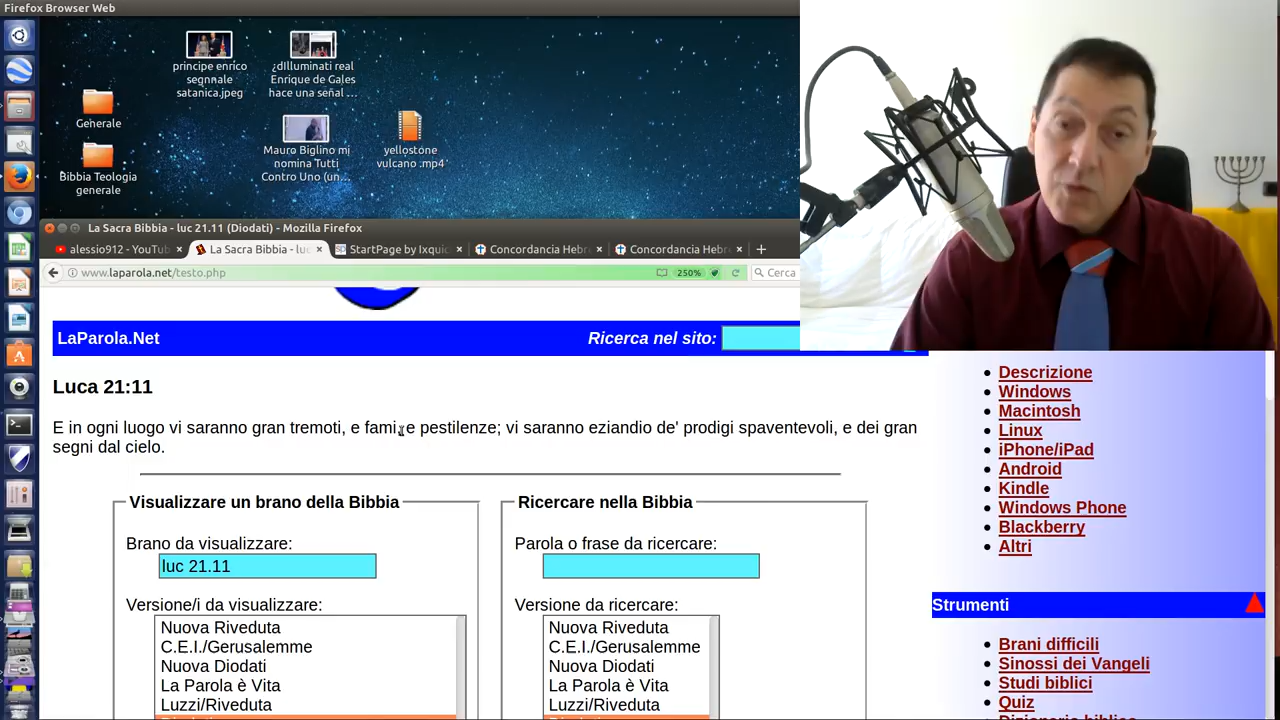 Firefox Browser Web
principe enrico
segnnale
satanica.jpeg
¿dIlluminati real
Enrique de Gales
hace una señal ...
Generale
Mauro Biglino mi
nomina Tutti
Contro Uno (un...
yellostone
vulcano :mp4
Bibbia Teologia
generale
La Sacra Bibbia - luc 21.11 (Diodati) - Mozilla Firefox
alessio912 - YouTub
La Sacra Bibbia - luc
StartPage by Ixquic
Concordancia Hebre
Concordancia Hebre
www.laparola.net/testo.php
250%
Cerca
LaParola.Net
Ricerca nel sito:
Luca 21:11
E in ogni luogo vi saranno gran tremoti, e fami, e pestilenze; vi saranno eziandio de' prodigi spaventevoli, e dei gran
segni dal cielo.
Visualizzare un brano della Bibbia
Brano da visualizzare:
luc 21.11
Versione/i da visualizzare:
Nuova Riveduta
C.E.I./Gerusalemme
Nuova Diodati
La Parola è Vita
Luzzi/Riveduta
Ricercare nella Bibbia
Parola o frase da ricercare:
Versione da ricercare:
Nuova Riveduta
C.E.I./Gerusalemme
Nuova Diodati
La Parola è Vita
Luzzi/Riveduta
Descrizione
Windows
Macintosh
Linux
iPhone/iPad
Android
Kindle
Windows Phone
Blackberry
Altri
Strumenti
Brani difficili
Sinossi dei Vangeli
Studi biblici
Quiz
Dizionario biblico